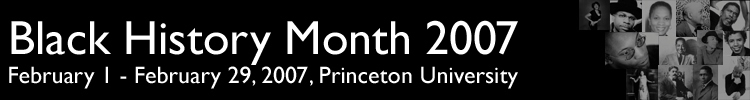 Black History Month 2007
February 1 - February 29, 2007, Princeton University